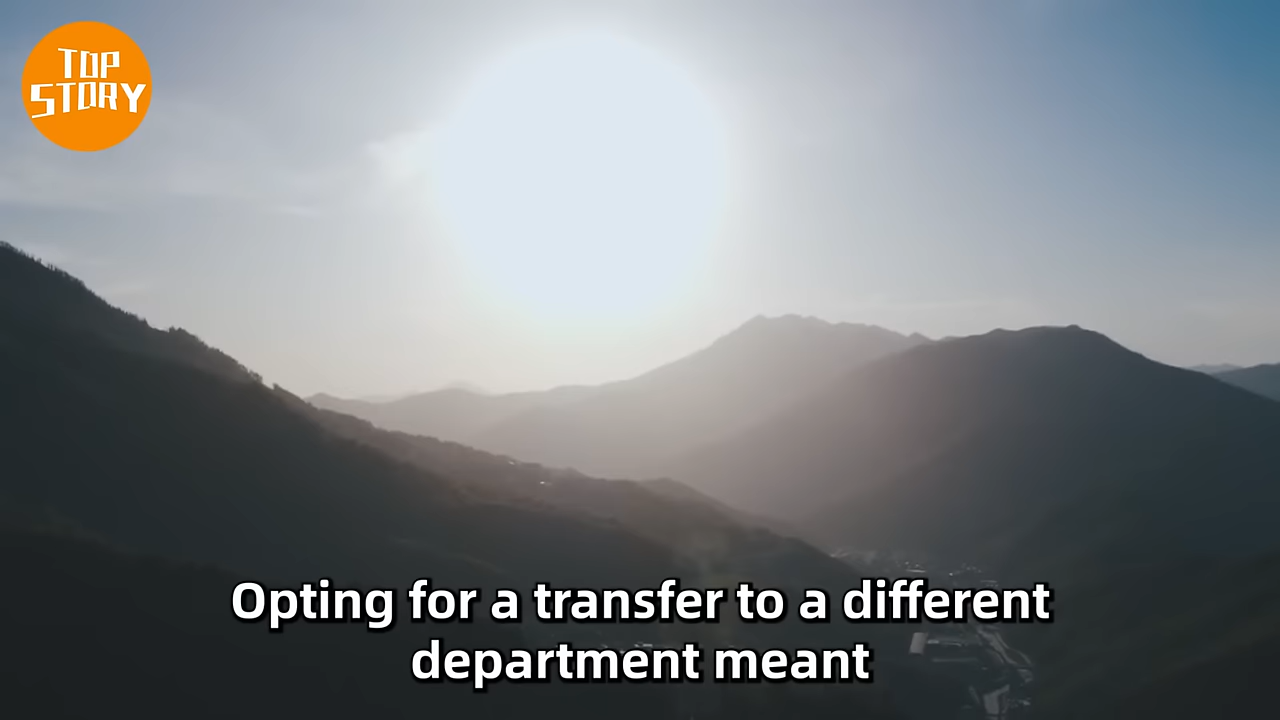 TOP
STORY
Opting for a transfer to a different
department meant